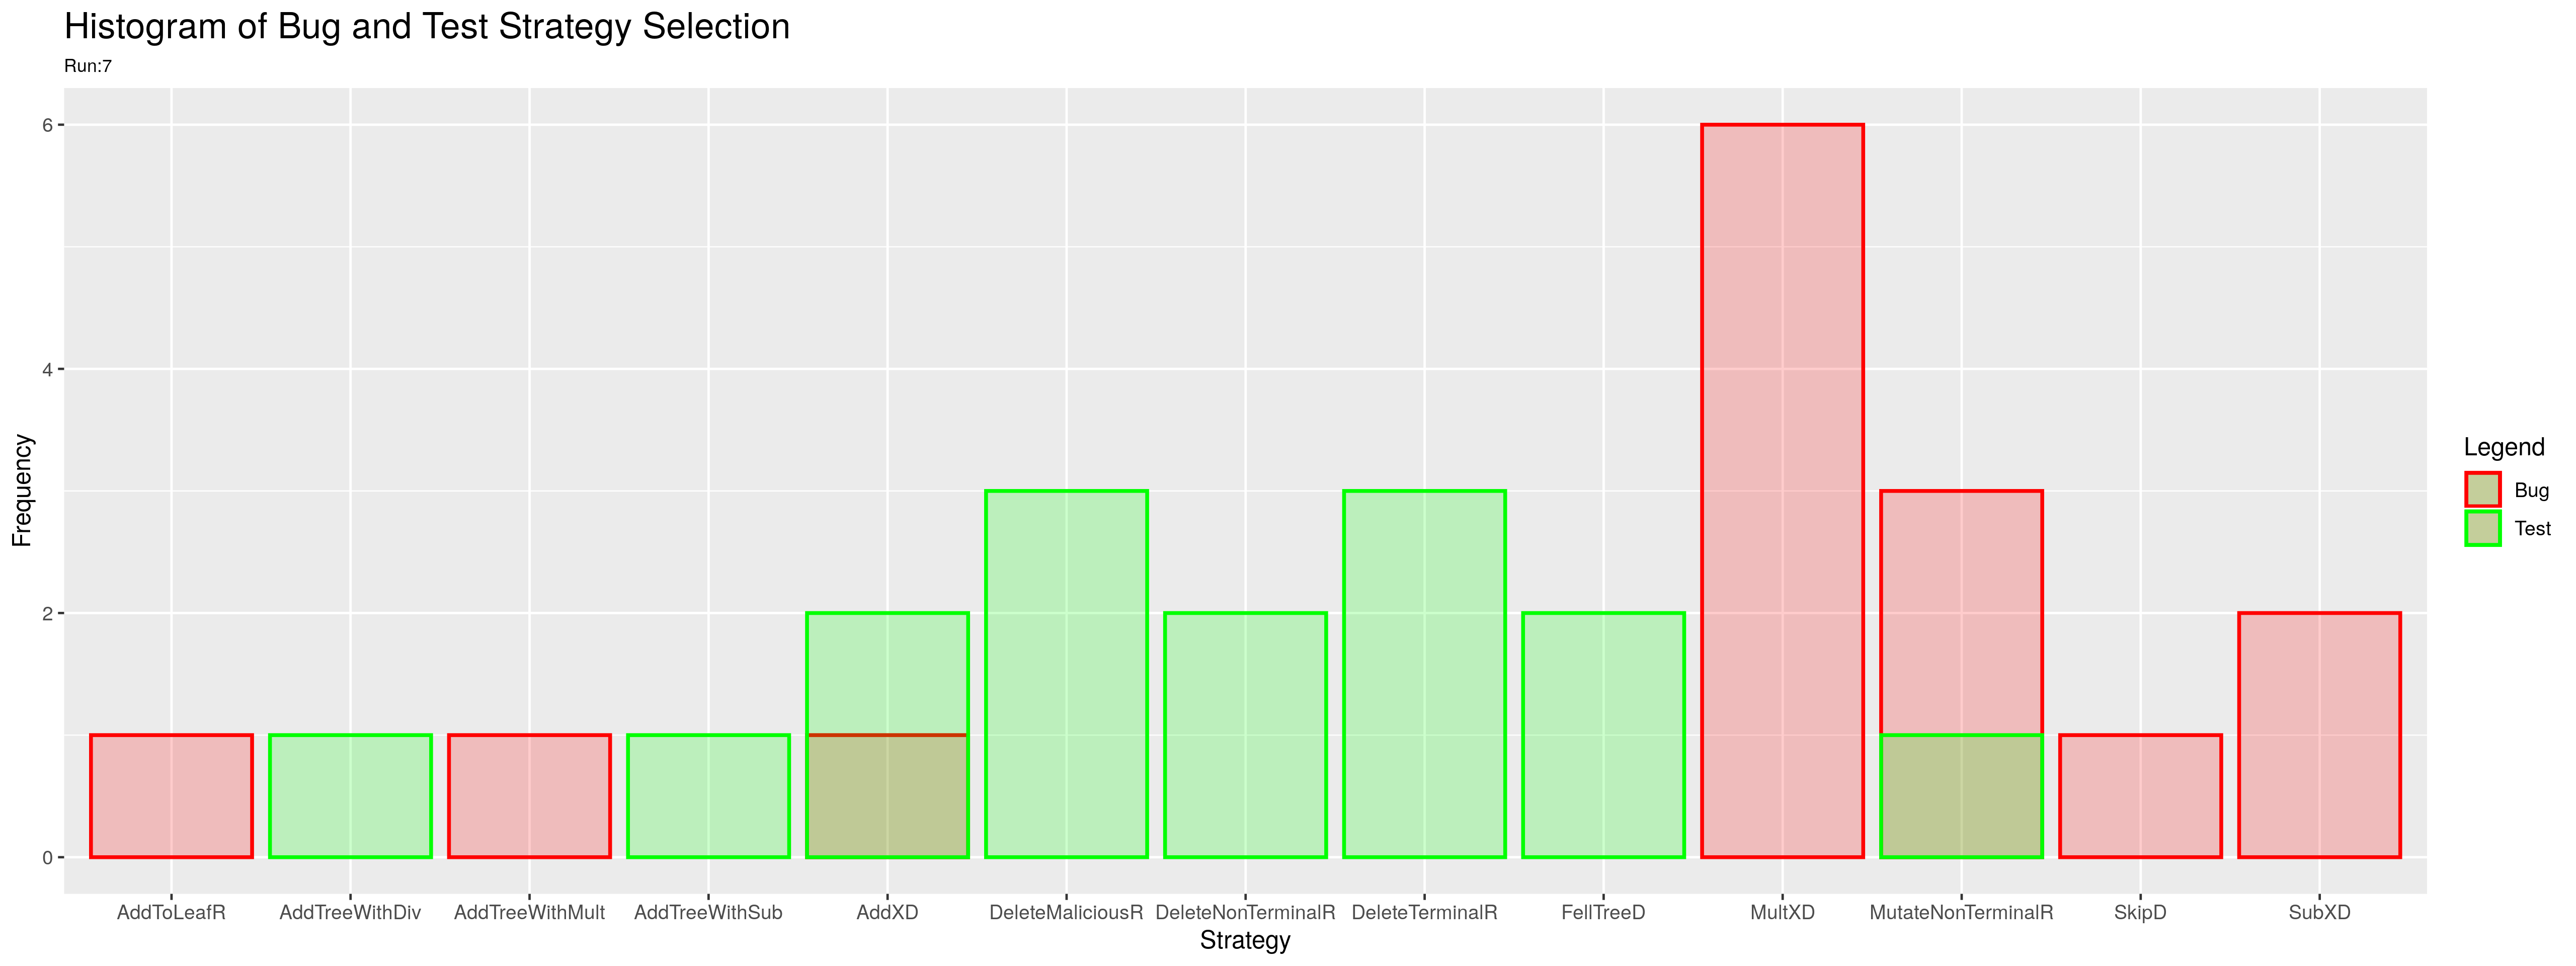 Histogram of Bug and Test Strategy Selection
Run:7
Frequency
6
4
2
0
AddToLeafR AddTreeWithDiv AddTreeWithMult AddTreeWithSub AddXD DeleteMaliciousR DeleteNonTerminalR DeleteTerminalR FellTreeD MultXD MutateNonTerminalR SkipD SubXD
Strategy
Legend
Bug
Test